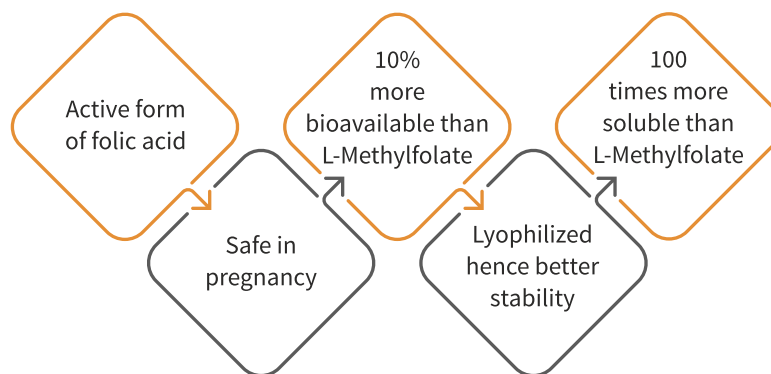 Active form
of folic acid
Safe in
pregnancy
10%
more
bioavailable than
L-Methylfolate
Lyophilized
hence better
stability
100
times more
soluble than
L-Methylfolate